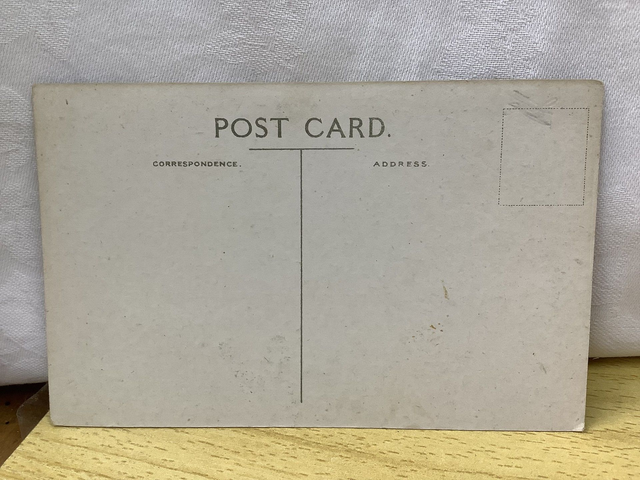 POST CARD.
CORRESPONDENCE. ADDRESS.